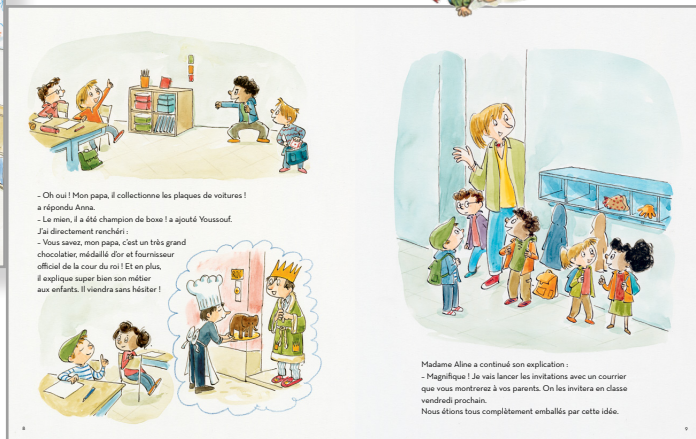 – Oh oui ! Mon papa, il collectionne les plaques de voitures !
a répondu Anna.
– Le mien, il a été champion de boxe ! a ajouté Youssouf.
J'ai directement renchéri :
– Vous savez, mon papa, c'est un très grand
chocolatier, médaillé d'or et fournisseur
officiel de la cour du roi ! Et en plus,
il explique super bien son métier
aux enfants. Il viendra sans hésiter !
8
Madame Aline a continué son explication :
– Magnifique ! Je vais lancer les invitations avec un courrier
que vous montrerez à vos parents. On les invitera en classe
vendredi prochain.
Nous étions tous complètement emballés par cette idée.
9